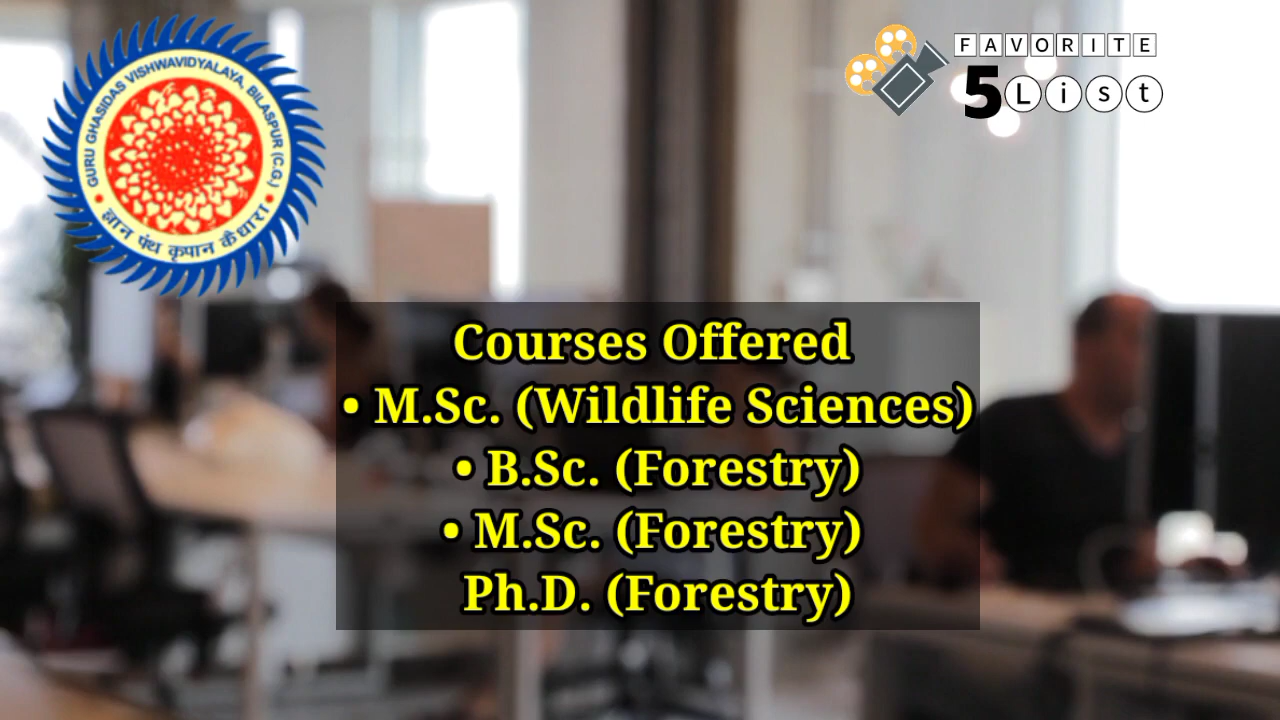 GURU GHASIDAS VISHWAVIDYALAYA, BILASPUR (C.G.)
ज्ञान पंथ कृपान कै धारा
FAVORITE
5List
Courses Offered
• M.Sc. (Wildlife Sciences)
• B.Sc. (Forestry)
• M.Sc. (Forestry)
Ph.D. (Forestry)